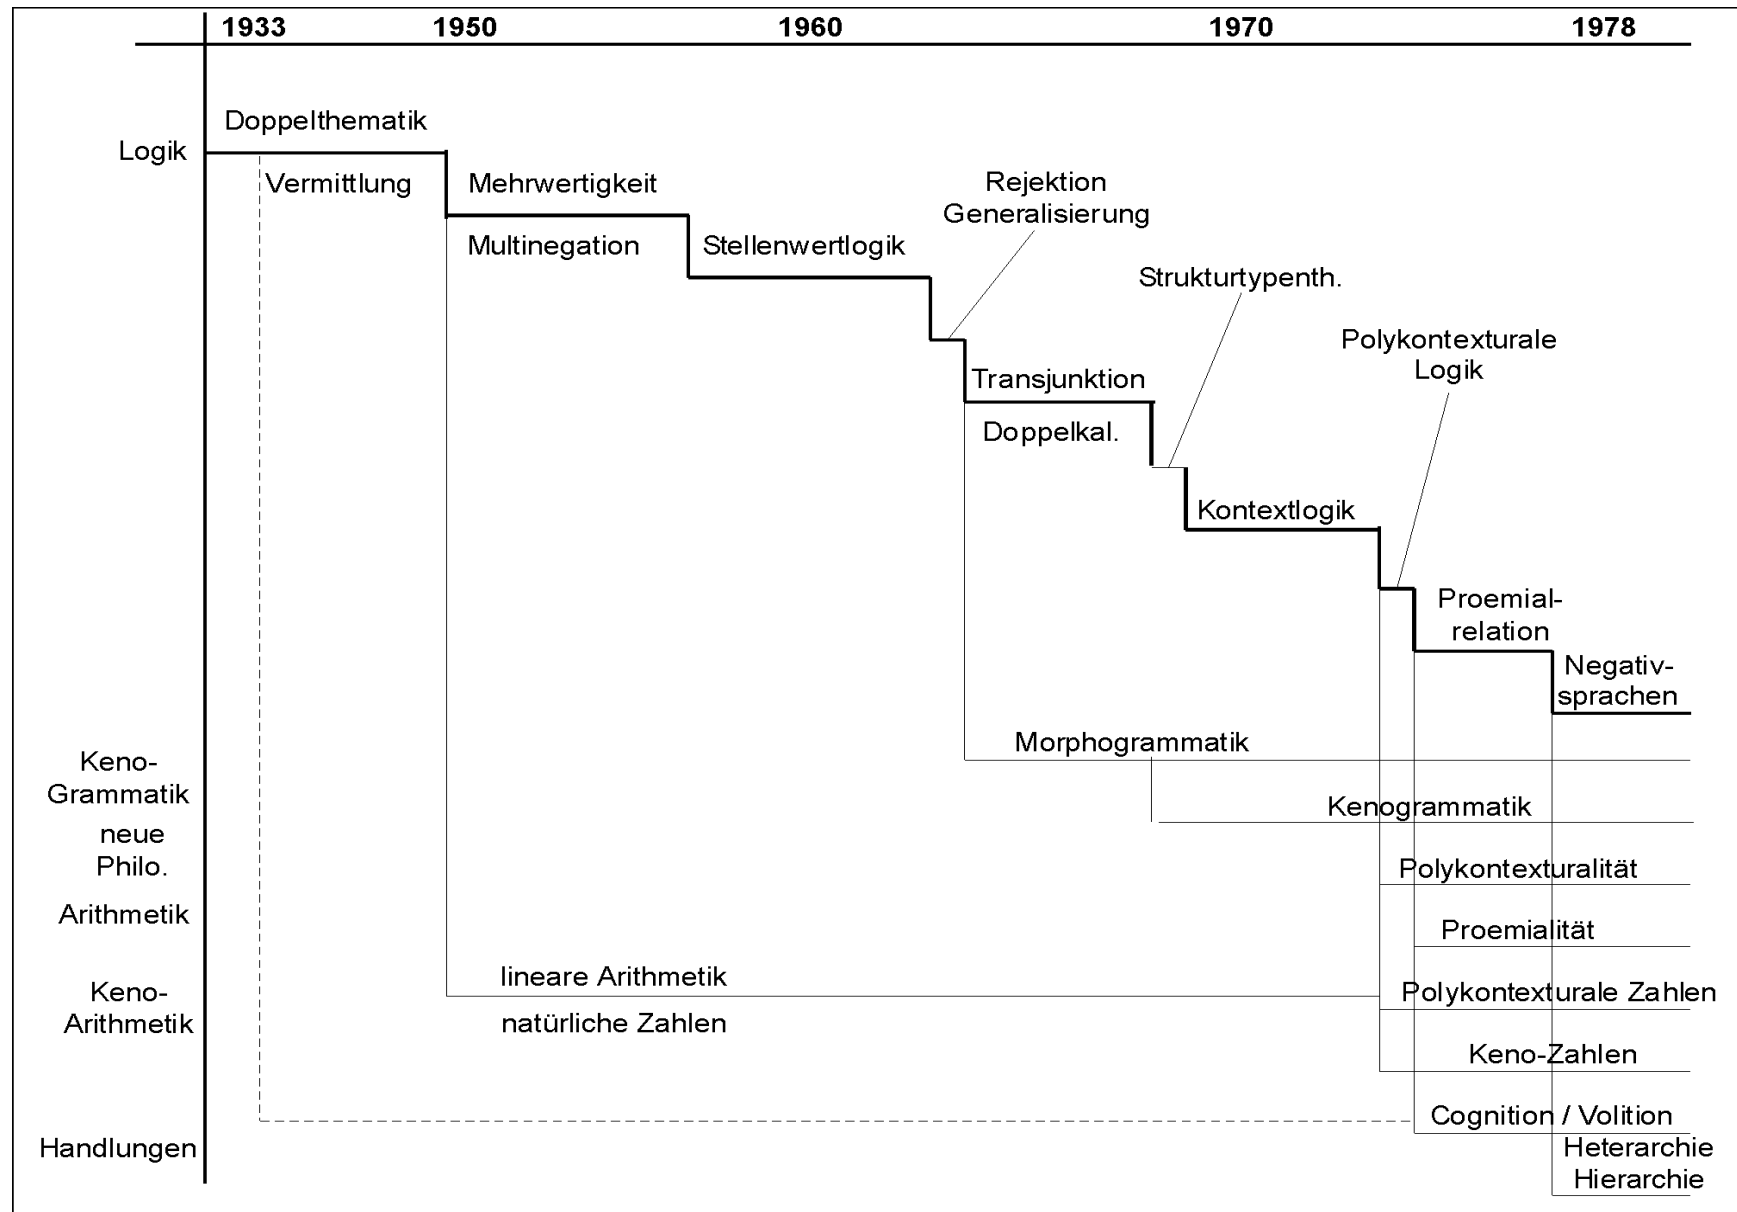 1933 1950 1960 1970 1978
Doppelthematik
Logik
Vermittlung
Mehrwertigkeit
Multinegation
Stellenwertlogik
Rejektion
Generalisierung
Strukturtypenth.
Polykontexturale
Logik
Transjunktion
Doppelkal.
Kontextlogik
Proemial-
relation
Negativ-
sprachen
Morphogrammatik
Keno-
Grammatik
Kenogrammatik
neue
Philo.
Polykontexturalität
Arithmetik
Proemialität
lineare Arithmetik
natürliche Zahlen
Keno-
Arithmetik
Polykontexturale Zahlen
Keno-Zahlen
Cognition / Volition
Handlungen
Heterarchie
Hierarchie